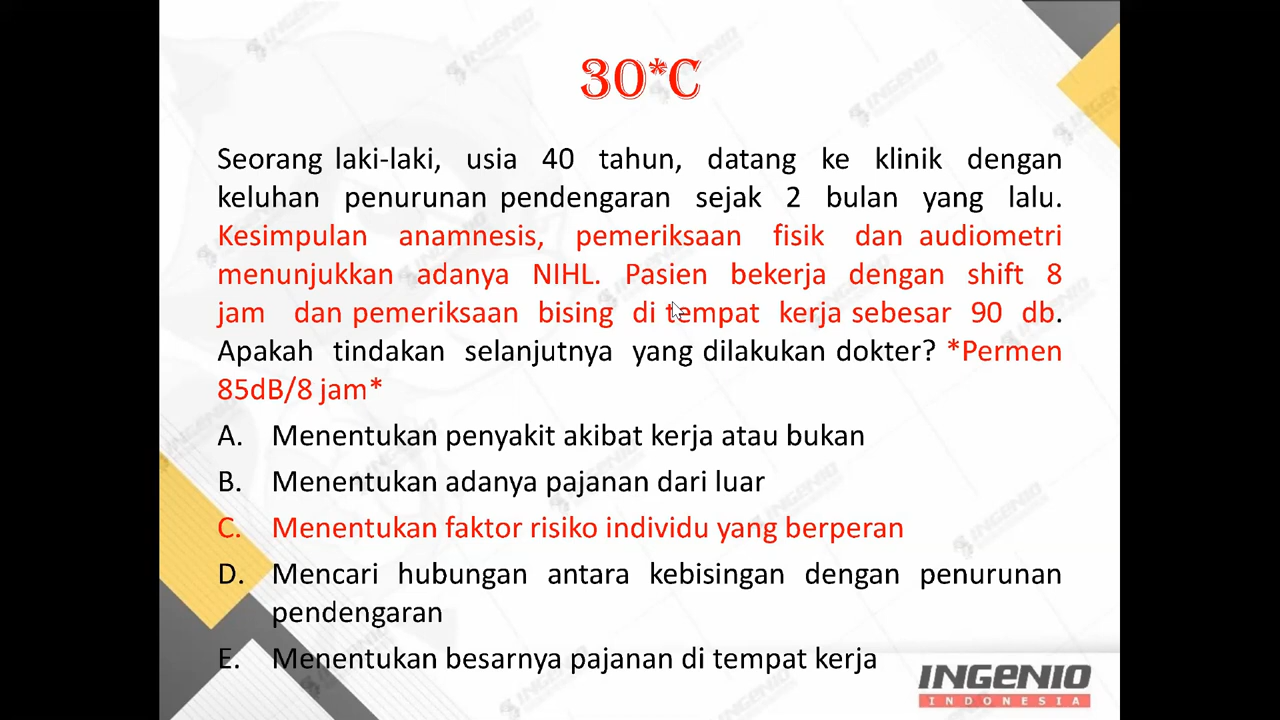 30*C
Seorang laki-laki, usia 40 tahun, datang ke klinik dengan
keluhan penurunan pendengaran sejak 2 bulan yang lalu.
Kesimpulan anamnesis, pemeriksaan fisik dan audiometri
menunjukkan adanya NIHL. Pasien bekerja dengan shift 8
jam dan pemeriksaan bising di tempat kerja sebesar 90 db.
Apakah tindakan selanjutnya yang dilakukan dokter? *Permen
85dB/8 jam*
A. Menentukan penyakit akibat kerja atau bukan
B. Menentukan adanya pajanan dari luar
C. Menentukan faktor risiko individu yang berperan
D. Mencari hubungan antara kebisingan dengan penurunan
pendengaran
E. Menentukan besarnya pajanan di tempat kerja
INGENIO
INDONESIA